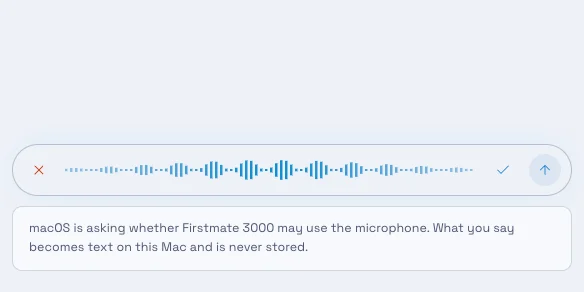 macOS is asking whether Firstmate 3000 may use the microphone. What you say
becomes text on this Mac and is never stored.